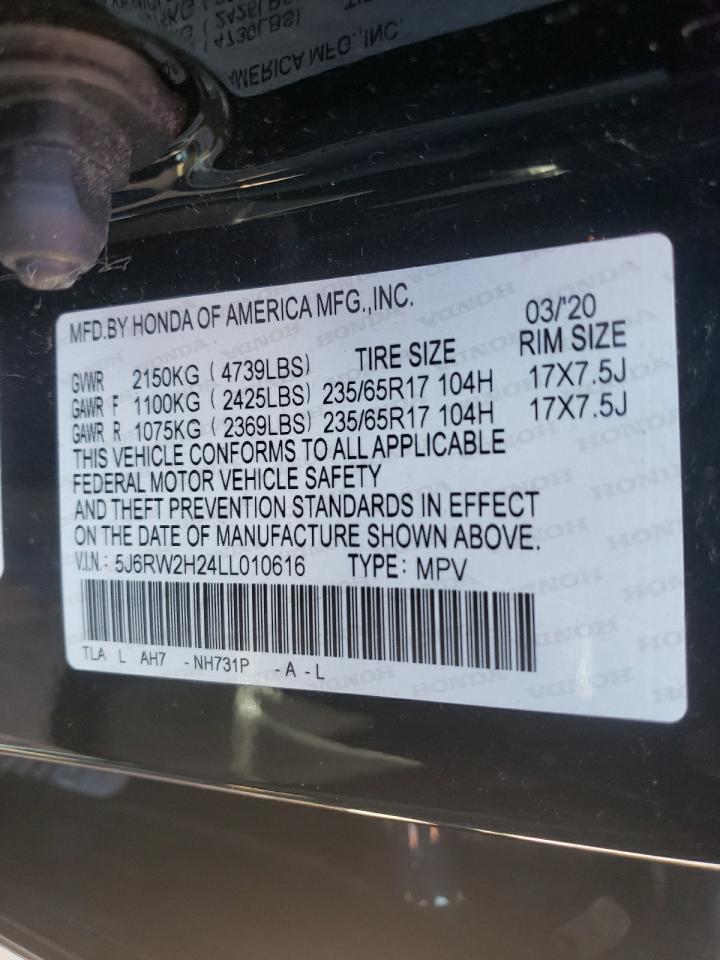 MFD.BY HONDA OF AMERICA MFG.,INC. 03/'20
TIRE SIZE RIM SIZE
GVWR 2150KG ( 4739LBS)
GAWR F 1100KG ( 2425LBS) 235/65R17 104H 17X7.5J
GAWR R 1075KG ( 2369LBS) 235/65R17 104H 17X7.5J
THIS VEHICLE CONFORMS TO ALL APPLICABLE
FEDERAL MOTOR VEHICLE SAFETY
AND THEFT PREVENTION STANDARDS IN EFFECT
ON THE DATE OF MANUFACTURE SHOWN ABOVE.
V.I.N.: 5J6RW2H24LL010616 TYPE: MPV
TLA L AH7 - NH731P - A - L